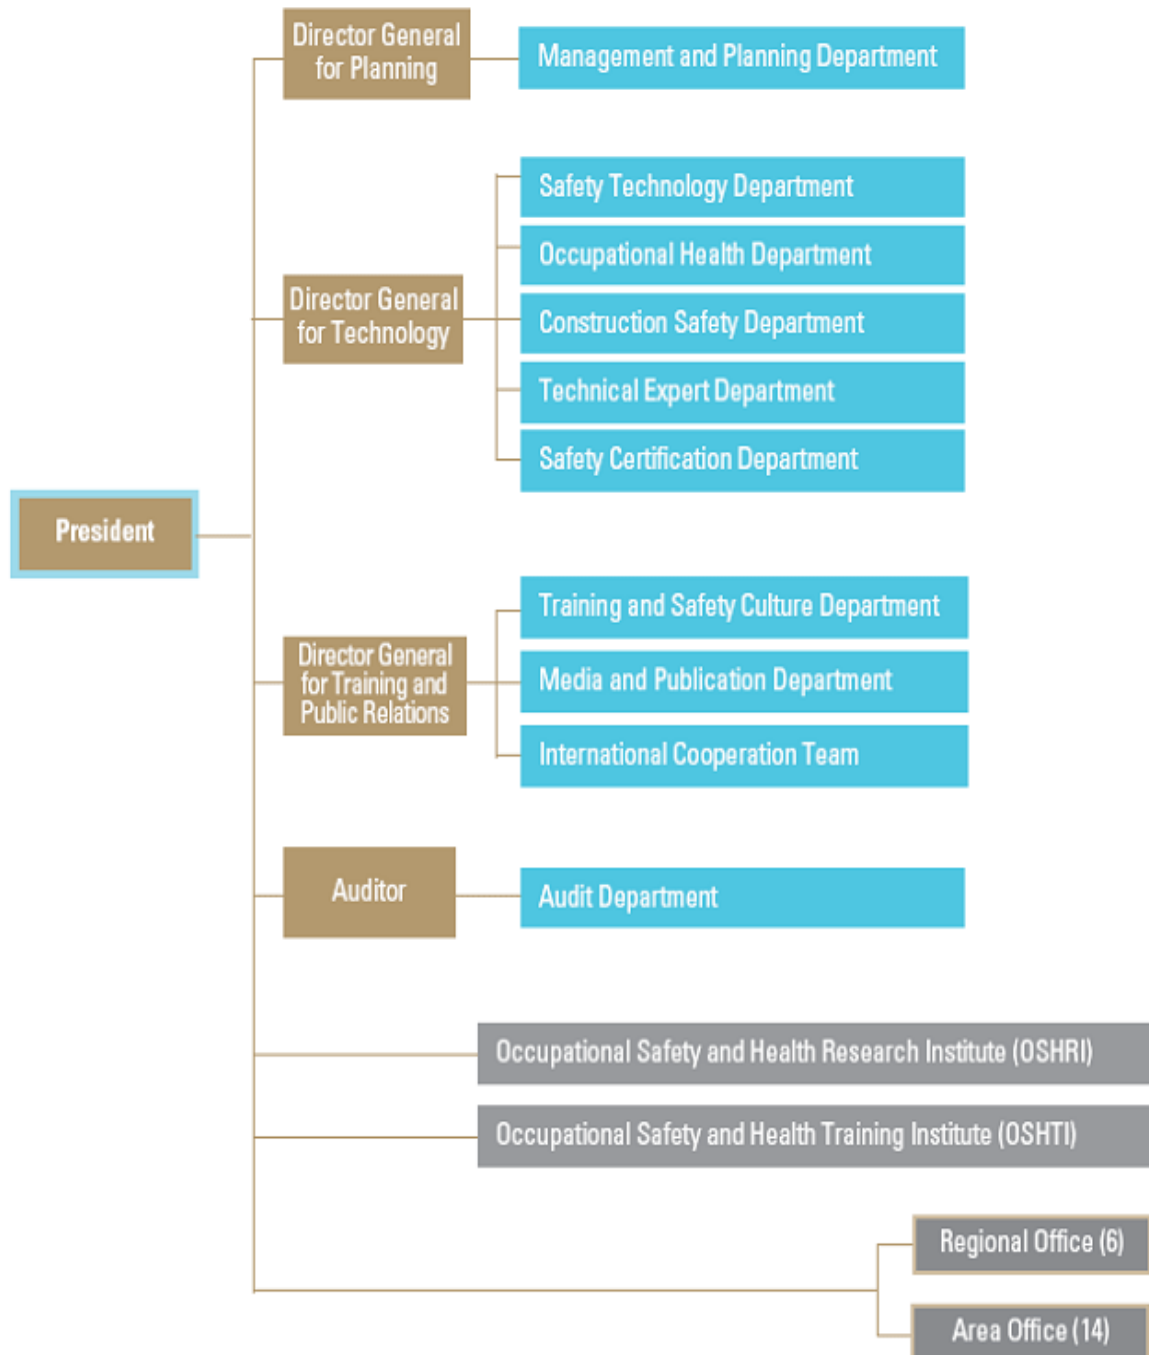 Director General
for Planning
Management and Planning Department
Safety Technology Department
Occupational Health Department
Director General
for Technology
Construction Safety Department
Technical Expert Department
Safety Certification Department
President
Training and Safety Culture Department
Director General
for Training and
Public Relations
Media and Publication Department
International Cooperation Team
Auditor
Audit Department
Occupational Safety and Health Research Institute (OSHRI)
Occupational Safety and Health Training Institute (OSHTI)
Regional Office (6)
Area Office (14)